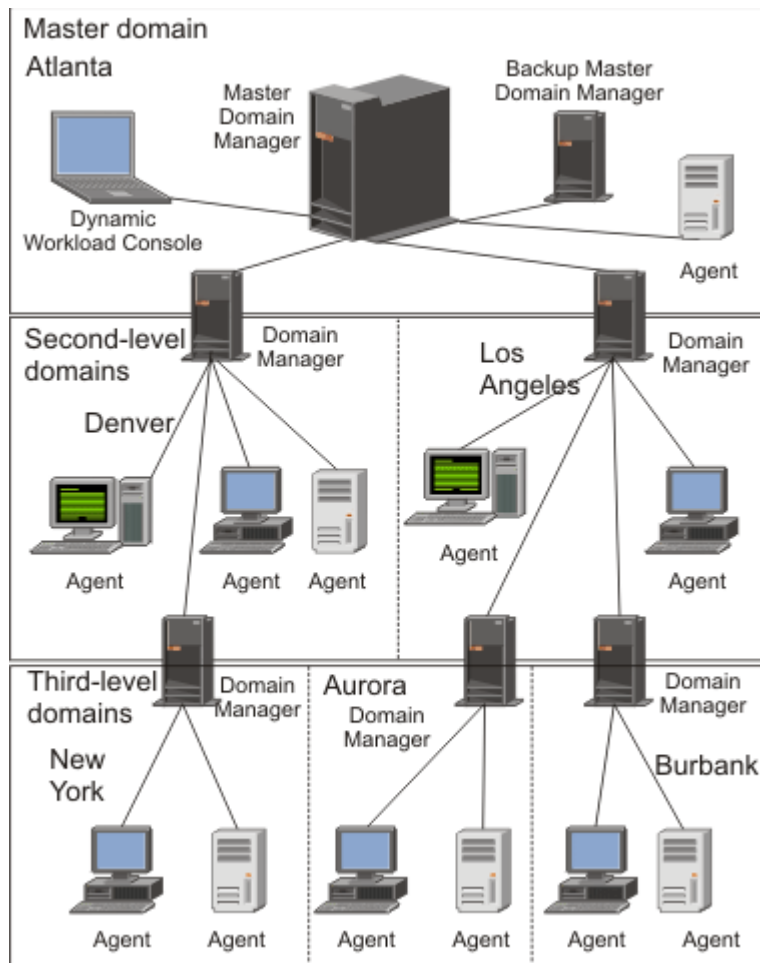 Master domain
Atlanta
Master
Domain
Manager
Backup Master
Domain Manager
Dynamic
Workload Console
Agent
Second-level
domains
Domain
Manager
Denver
Los
Angeles
Domain
Manager
Agent
Agent
Agent
Agent
Agent
Third-level
domains
Domain
Manager
New
York
Aurora
Domain
Manager
Domain
Manager
Burbank
Agent
Agent
Agent
Agent
Agent
Agent